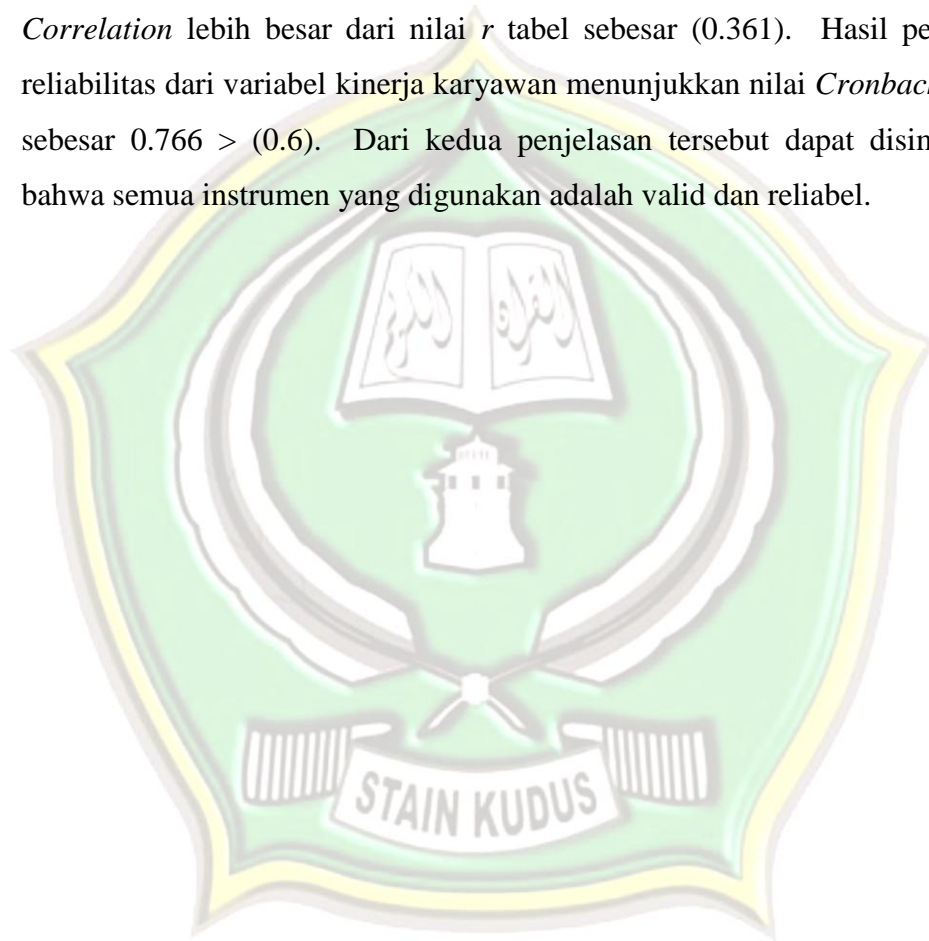 Correlation lebih besar dari nilai r tabel sebesar (0.361). Hasil pe
reliabilitas dari variabel kinerja karyawan menunjukkan nilai Cronbach
sebesar 0.766 > (0.6). Dari kedua penjelasan tersebut dapat disim
bahwa semua instrumen yang digunakan adalah valid dan reliabel.
STAIN KUDUS